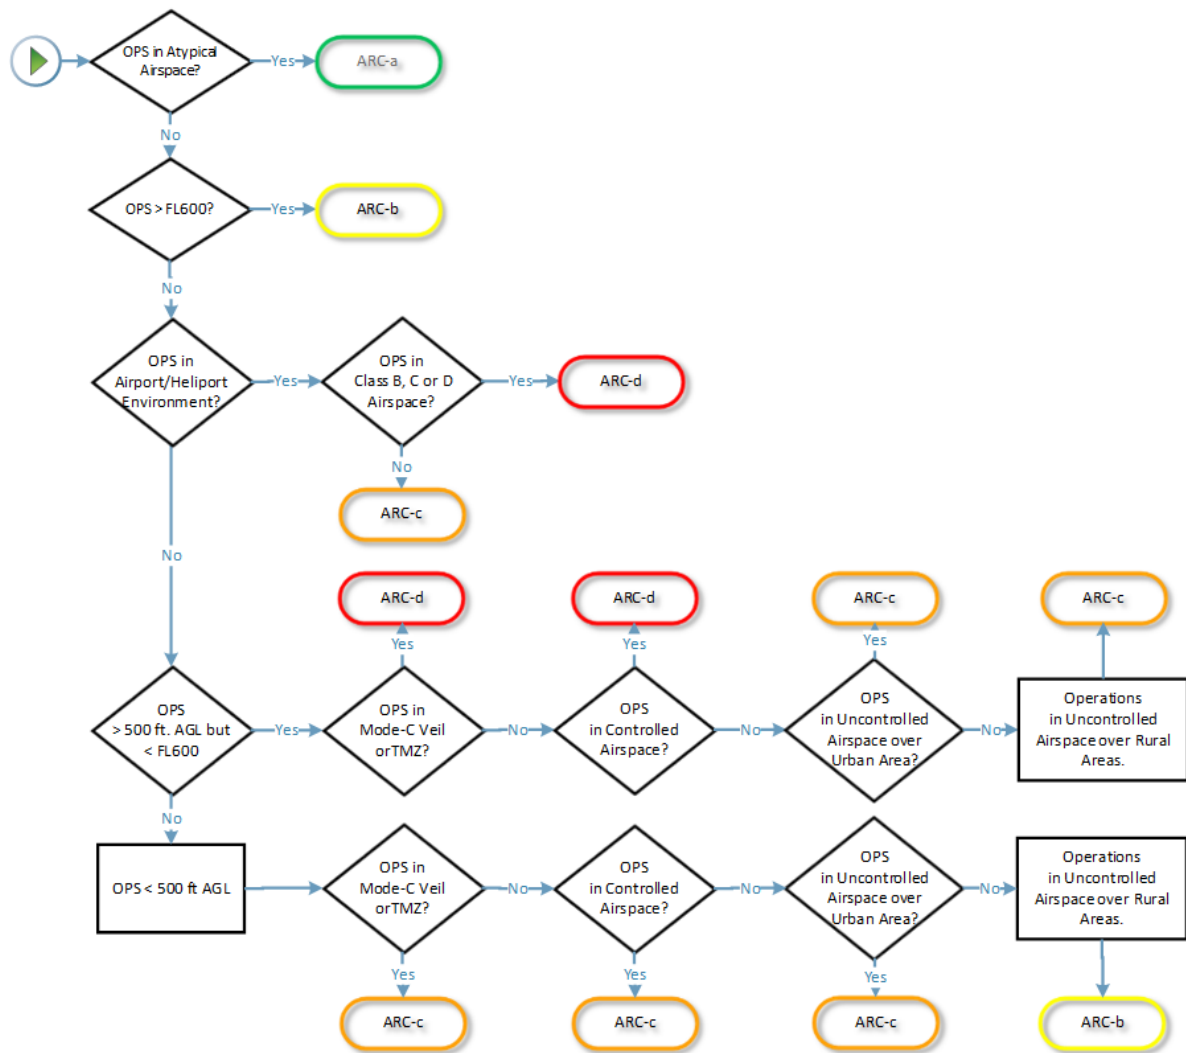 OPS in Atypical
Airspace?
Yes
ARC-a
No
OPS > FL600?
Yes
ARC-b
No
OPS in
Airport/Heliport
Environment?
Yes
OPS in
Class B, C or D
Airspace?
Yes
ARC-d
No
ARC-c
No
ARC-d
ARC-d
ARC-c
ARC-c
Yes
Yes
Yes
OPS
> 500 ft. AGL but
< FL600
Yes
OPS in
Mode-C Veil
or TMZ?
No
OPS
in Controlled
Airspace?
No
OPS
in Uncontrolled
Airspace over
Urban Area?
No
Operations
in Uncontrolled
Airspace over Rural
Areas.
No
OPS < 500 ft AGL
OPS in
Mode-C Veil
or TMZ?
No
OPS
in Controlled
Airspace?
No
OPS
in Uncontrolled
Airspace over
Urban Area?
No
Operations
in Uncontrolled
Airspace over Rural
Areas.
Yes
Yes
Yes
ARC-c
ARC-c
ARC-c
ARC-b